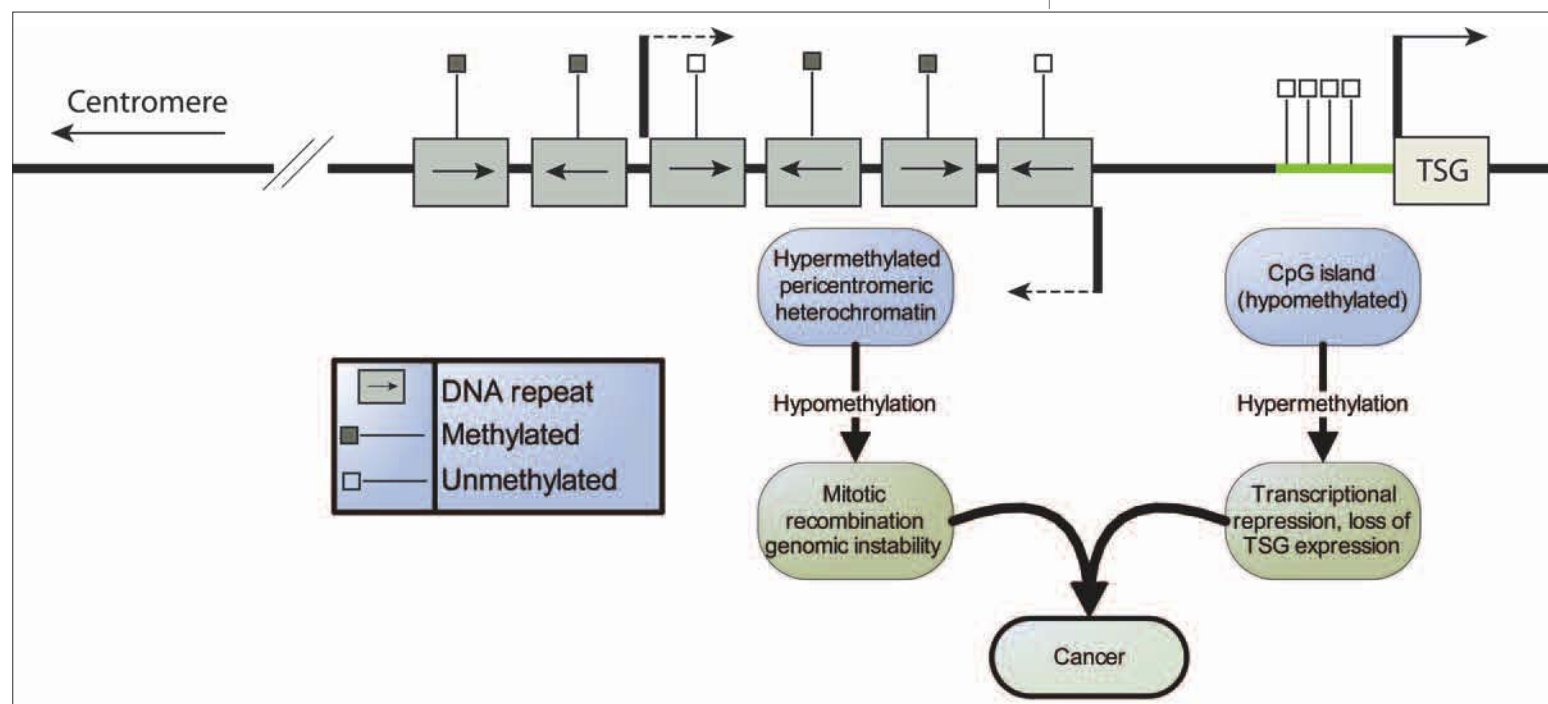 Centromere
TSG
Hypermethylated
pericentromeric
heterochromatin
CpG island
(hypomethylated)
DNA repeat
Methylated
Unmethylated
Hypomethylation
Hypermethylation
Mitotic
recombination
genomic instability
Transcriptional
repression, loss of
TSG expression
Cancer